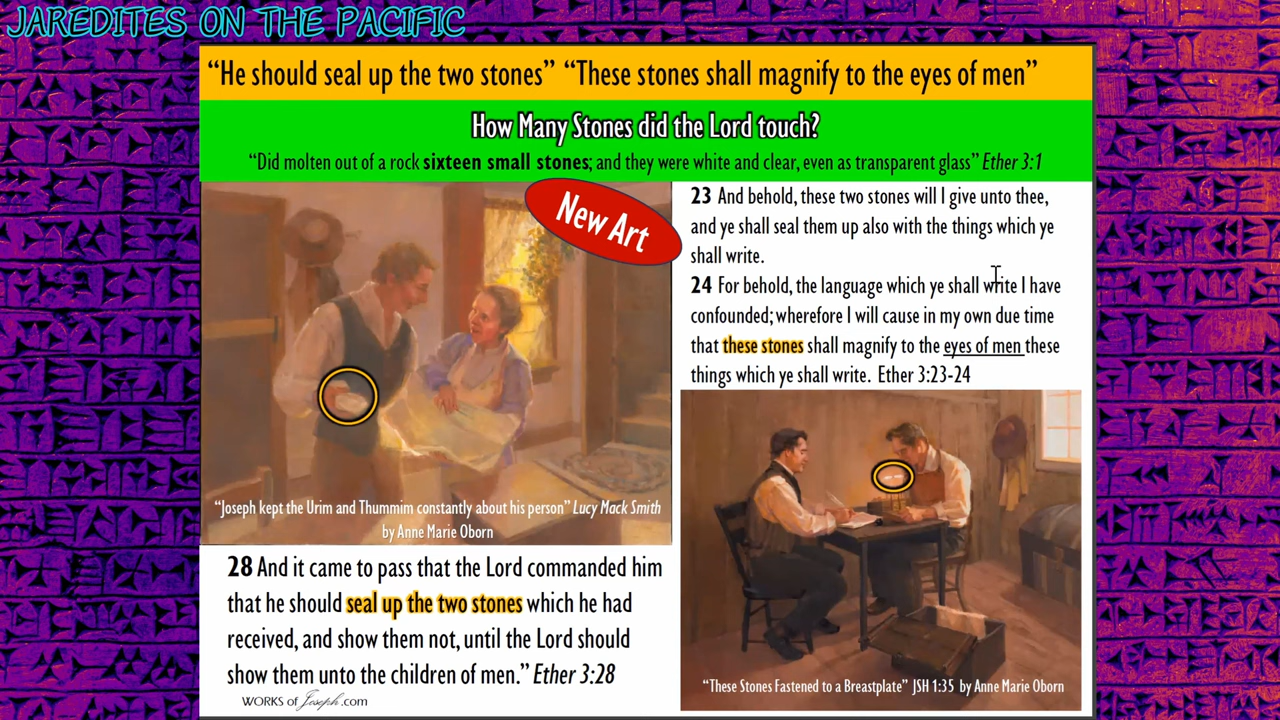 JAREDITES ON THE PACIFIC
“He should seal up the two stones” “These stones shall magnify to the eyes of men”
How Many Stones did the Lord touch?
“Did molten out of a rock sixteen small stones; and they were white and clear, even as transparent glass” Ether 3:1
New Art
“Joseph kept the Urim and Thummim constantly about his person” Lucy Mack Smith
by Anne Marie Oborn
28 And it came to pass that the Lord commanded him
that he should seal up the two stones which he had
received, and show them not, until the Lord should
show them unto the children of men.” Ether 3:28
WORKS of Joseph.com
23 And behold, these two stones will I give unto thee,
and ye shall seal them up also with the things which ye
shall write.
24 For behold, the language which ye shall write I have
confounded; wherefore I will cause in my own due time
that these stones shall magnify to the eyes of men these
things which ye shall write. Ether 3:23-24
“These Stones Fastened to a Breastplate” JSH 1:35 by Anne Marie Oborn